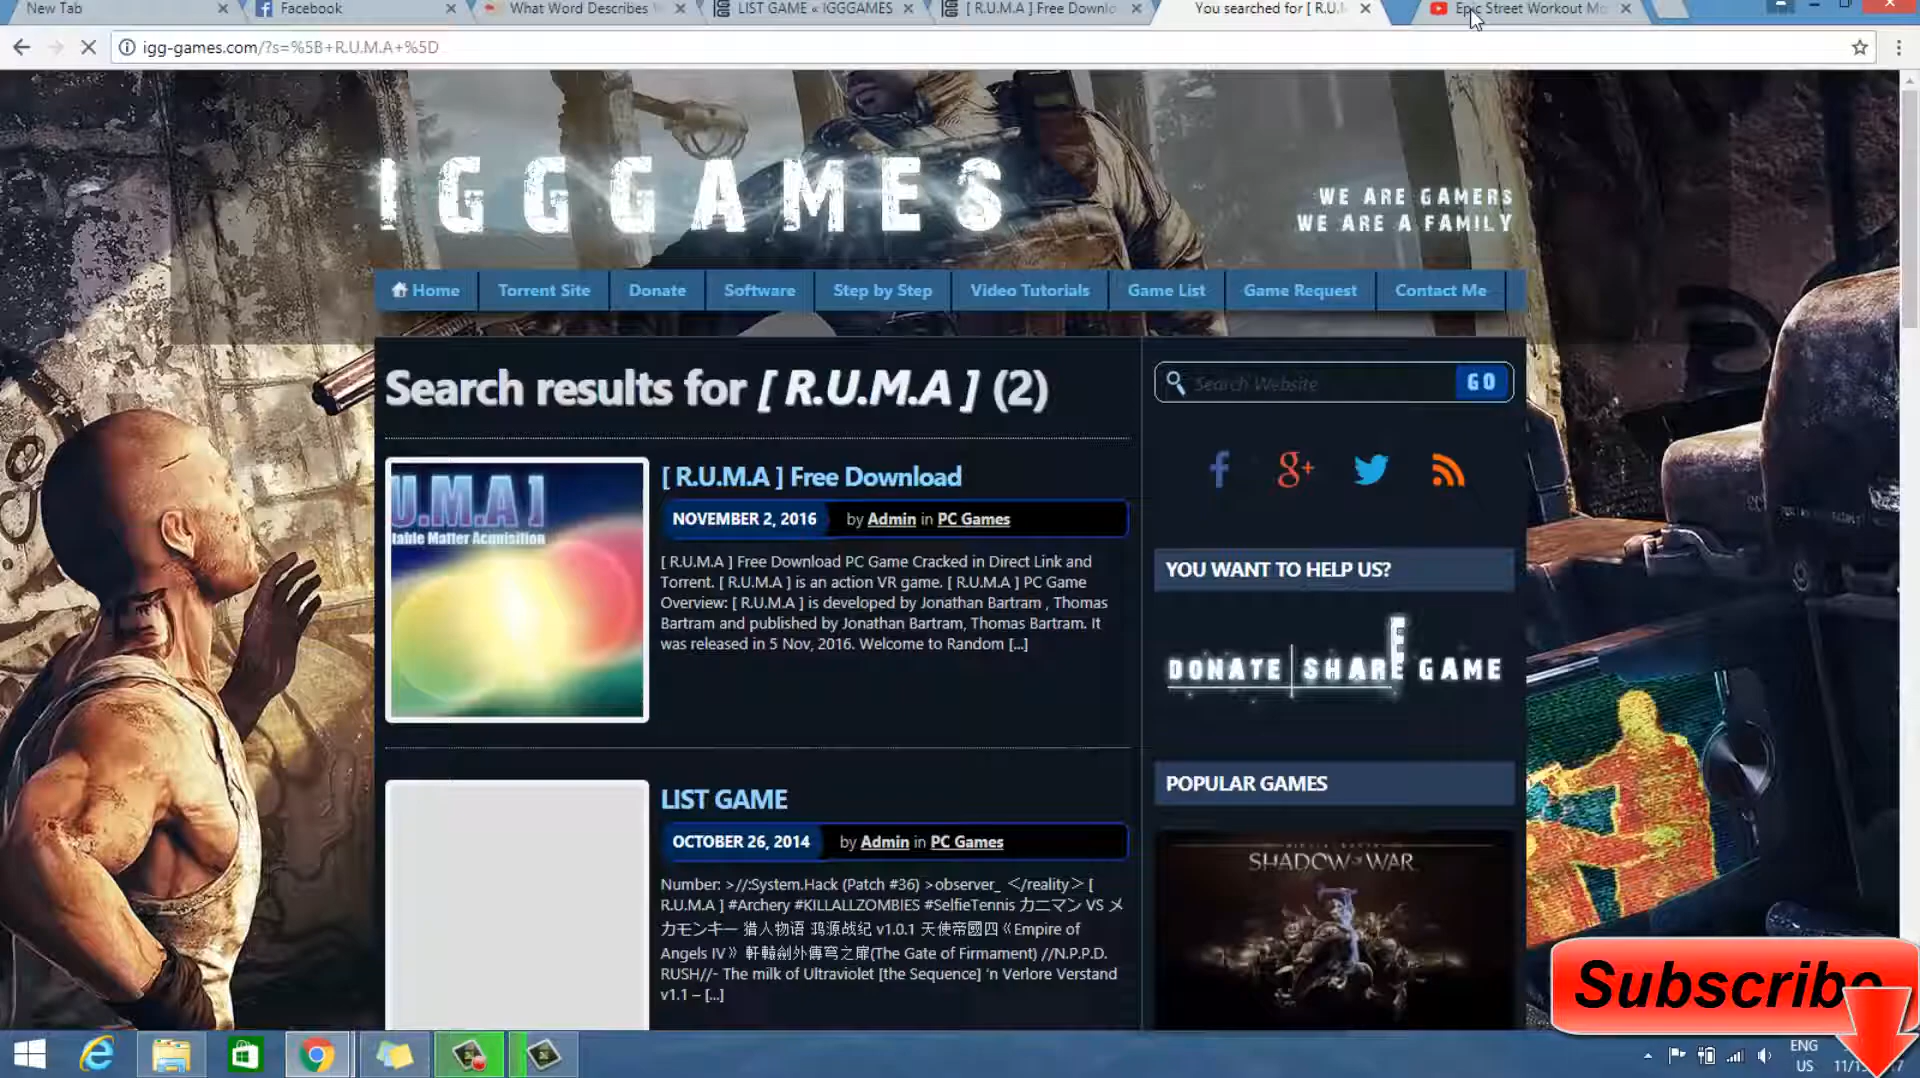 New Tab
Facebook
What Word Describes
LIST GAME « IGGGAMES
[ R.U.M.A ] Free Downlo
You searched for [ R.U.
Epic Street Workout Mo
igg-games.com/?s=%5B+R.U.M.A+%5D
IGGGAMES
WE ARE GAMERS
WE ARE A FAMILY
Home
Torrent Site
Donate
Software
Step by Step
Video Tutorials
Game List
Game Request
Contact Me
Search results for [ R.U.M.A ] (2)
Search Website
GO
U.M.A ]
table Matter Acquisition
[ R.U.M.A ] Free Download
NOVEMBER 2, 2016 by Admin in PC Games
[ R.U.M.A ] Free Download PC Game Cracked in Direct Link and
Torrent. [ R.U.M.A ] is an action VR game. [ R.U.M.A ] PC Game
Overview: [ R.U.M.A ] is developed by Jonathan Bartram , Thomas
Bartram and published by Jonathan Bartram, Thomas Bartram. It
was released in 5 Nov, 2016. Welcome to Random [...]
YOU WANT TO HELP US?
DONATE SHARE GAME
POPULAR GAMES
SHADOW OF WAR
LIST GAME
OCTOBER 26, 2014 by Admin in PC Games
Number: >//:System.Hack (Patch #36) >observer_ </reality> [
R.U.M.A ] #Archery #KILLALLZOMBIES #SelfieTennis カニマン VS メ
カモンキー 猎人物语 鸿源战纪 v1.0.1 天使帝國四《Empire of
Angels IV》 軒轅劍外傳穹之扉(The Gate of Firmament) //N.P.P.D.
RUSH//- The milk of Ultraviolet [the Sequence] 'n Verlore Verstand
v1.1 – [...]
Subscribe
ENG
US